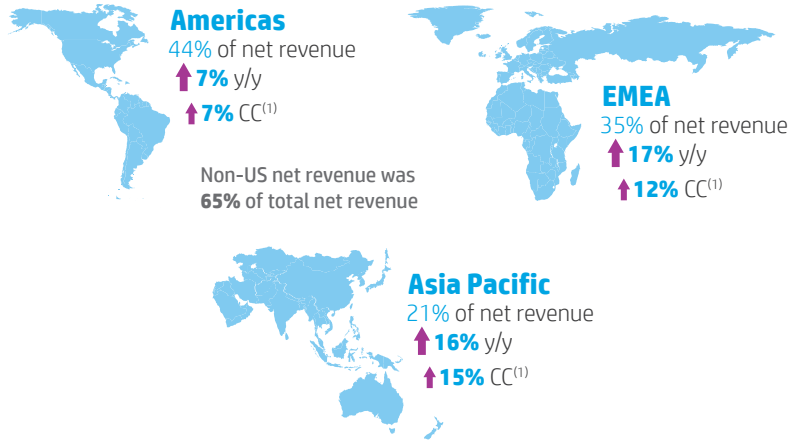 Americas
44% of net revenue
7% y/y
7% CC(1)
Non-US net revenue was
65% of total net revenue
EMEA
35% of net revenue
17% y/y
12% CC(1)
Asia Pacific
21% of net revenue
16% y/y
15% CC(1)